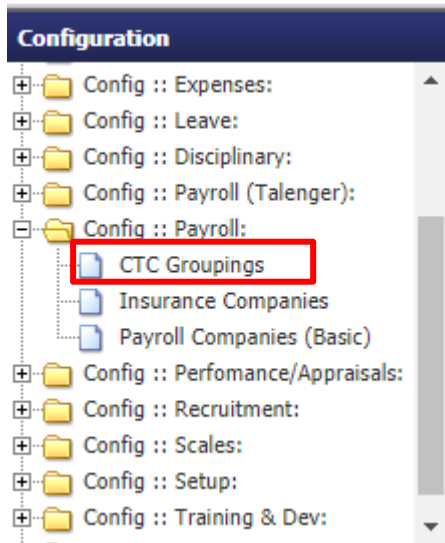 Configuration
Config :: Expenses:
Config :: Leave:
Config :: Disciplinary:
Config :: Payroll (Talenger):
Config :: Payroll:
CTC Groupings
Insurance Companies
Payroll Companies (Basic)
Config :: Perfomance/Appraisals:
Config :: Recruitment:
Config :: Scales:
Config :: Setup:
Config :: Training & Dev: